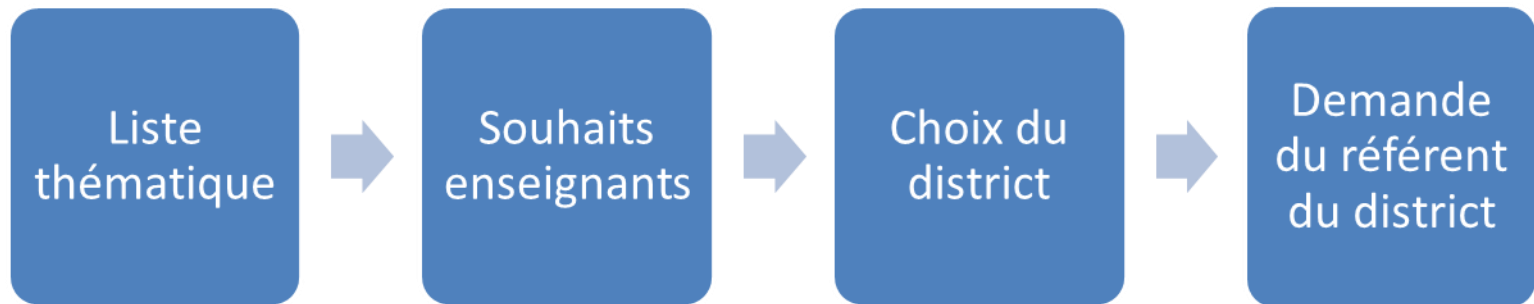 Liste
thématique
Souhaits
enseignants
Choix du
district
Demande
du référent
du district